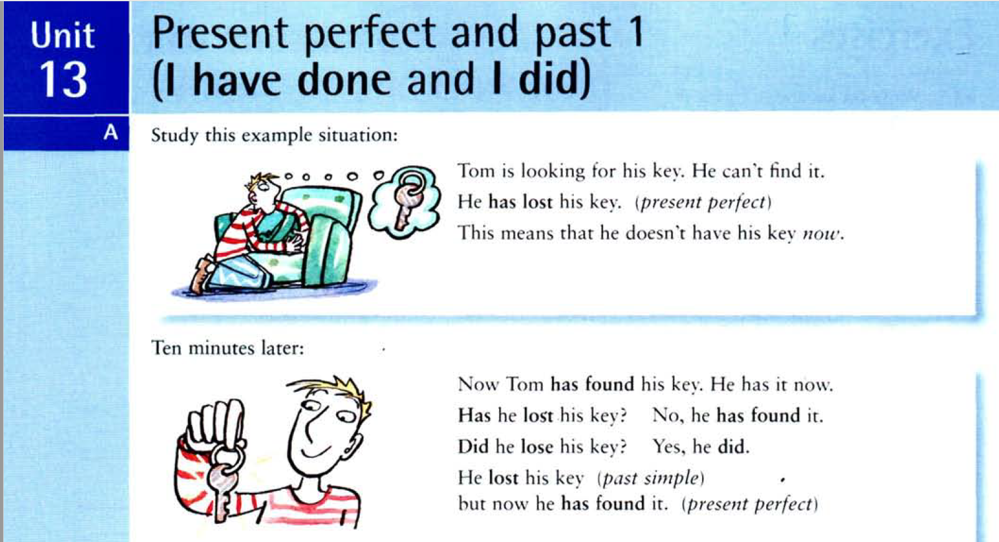 Unit
13
Present perfect and past 1
(I have done and I did)
A
Study this example situation:
Tom is looking for his key. He can't find it.
He has lost his key. (present perfect)
This means that he doesn't have his key now.
Ten minutes later:
Now Tom has found his key. He has it now.
Has he lost his key? No, he has found it.
Did he lose his key? Yes, he did.
He lost his key (past simple)
but now he has found it. (present perfect)